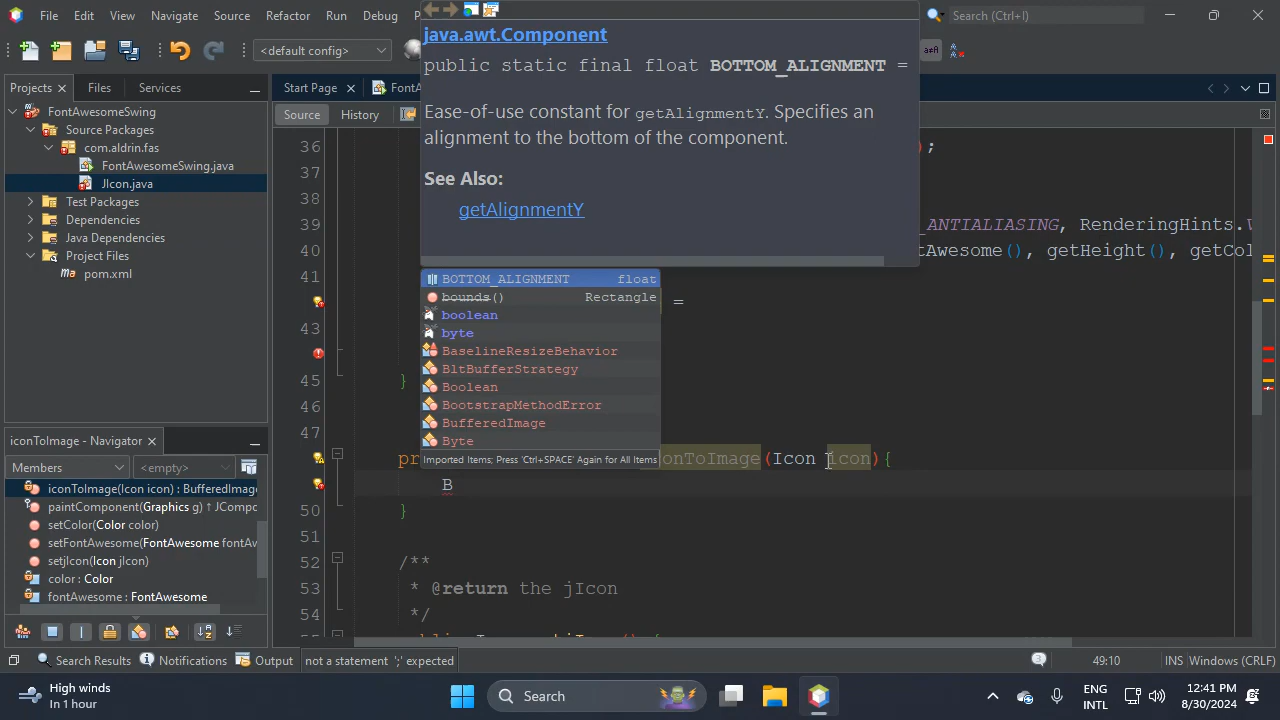 File Edit View Navigate Source Refactor Run Debug
Search (Ctrl+I)
<default config>
java.awt.Component
public static final float BOTTOM_ALIGNMENT =
Ease-of-use constant for getAlignmentY. Specifies an
alignment to the bottom of the component.
See Also:
getAlignmentY
Projects Files Services
Start Page
Source History
FontAwesomeSwing
Source Packages
com.aldrin.fas
FontAwesomeSwing.java
JIcon.java
Test Packages
Dependencies
Java Dependencies
Project Files
pom.xml
36 );
37
38
39 _ANTIALIASING, RenderingHints.
40 tAwesome(), getHeight(), getCol
41
=
43
45 }
46
47
pr onToImage(Icon icon){
B
50 }
51
52 /**
53 * @return the jIcon
54 */
BOTTOM_ALIGNMENT float
bounds() Rectangle
boolean
byte
BaselineResizeBehavior
BltBufferStrategy
Boolean
BootstrapMethodError
BufferedImage
Byte
Imported Items; Press 'Ctrl+SPACE' Again for All Items
iconToImage - Navigator
Members <empty>
iconToImage(Icon icon) : BufferedImage
paintComponent(Graphics g) : JCompo
setColor(Color color)
setFontAwesome(FontAwesome fontAw
setjIcon(Icon jIcon)
color : Color
fontAwesome : FontAwesome
Search Results Notifications Output not a statement ';' expected
3 49:10 INS Windows (CRLF)
High winds
In 1 hour
Search
ENG
INTL
12:41 PM
8/30/2024